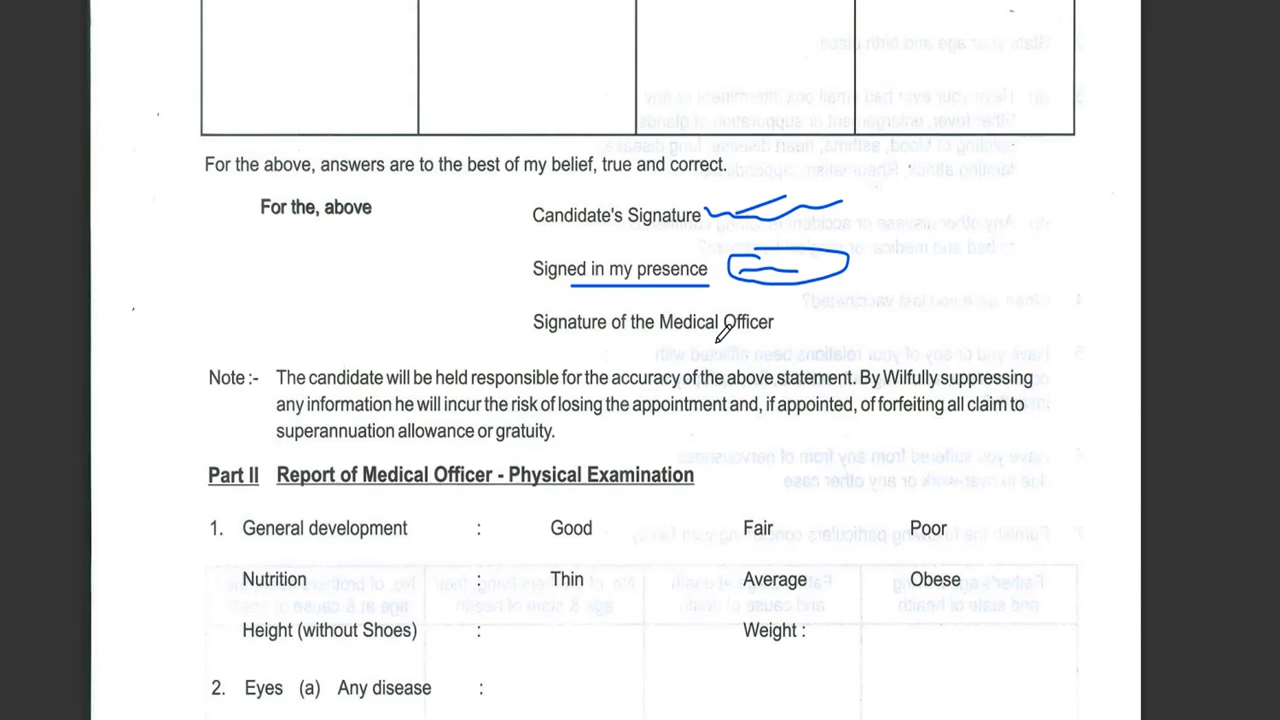 For the above, answers are to the best of my belief, true and correct.
For the, above
Candidate's Signature
Signed in my presence
Signature of the Medical Officer
Note :- The candidate will be held responsible for the accuracy of the above statement. By Wilfully suppressing
any information he will incur the risk of losing the appointment and, if appointed, of forfeiting all claim to
superannuation allowance or gratuity.
Part II Report of Medical Officer - Physical Examination
1. General development : Good Fair Poor
Nutrition : Thin Average Obese
Height (without Shoes) : Weight :
2. Eyes (a) Any disease :